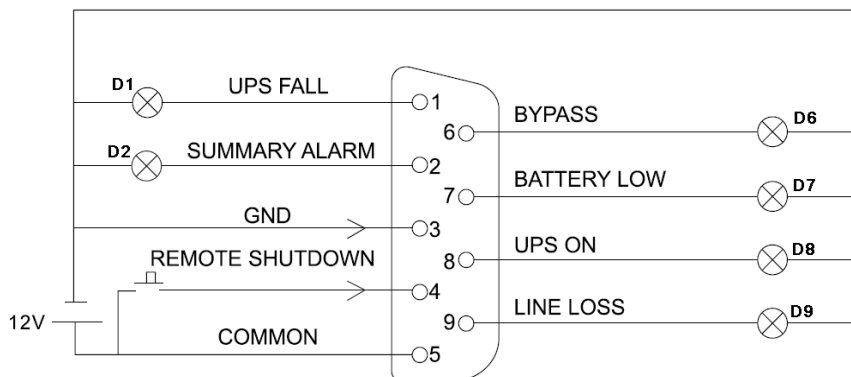 D1 UPS FALL 1
6 BYPASS D6
D2 SUMMARY ALARM 2
7 BATTERY LOW D7
GND 3
8 UPS ON D8
REMOTE SHUTDOWN 4
9 LINE LOSS D9
12V
COMMON 5